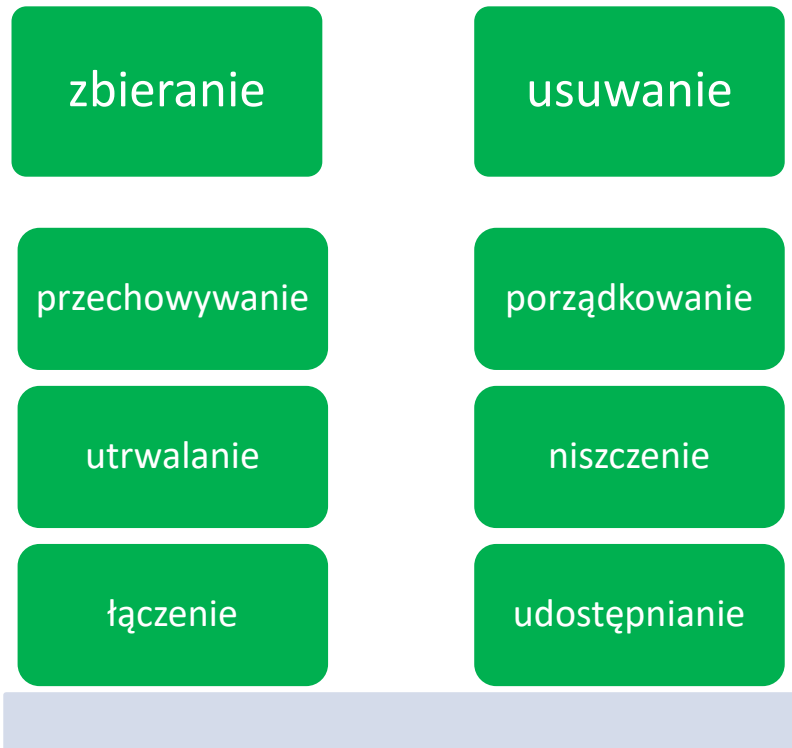 zbieranie
usuwanie
przechowywanie
porządkowanie
utrwalanie
niszczenie
łączenie
udostępnianie